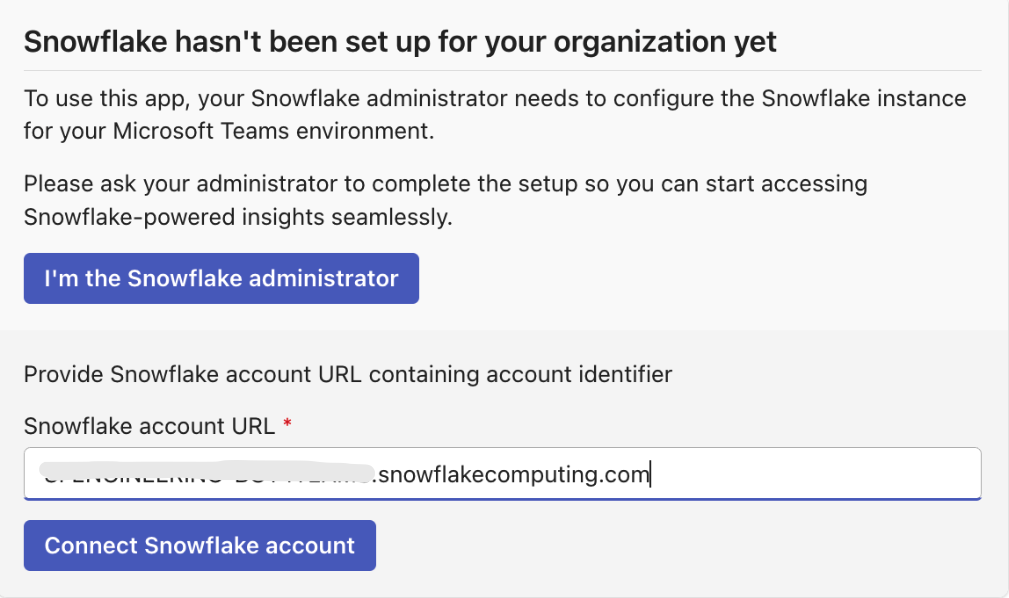 Snowflake hasn't been set up for your organization yet
To use this app, your Snowflake administrator needs to configure the Snowflake instance
for your Microsoft Teams environment.
Please ask your administrator to complete the setup so you can start accessing
Snowflake-powered insights seamlessly.
I'm the Snowflake administrator
Provide Snowflake account URL containing account identifier
Snowflake account URL *
.snowflakecomputing.com
Connect Snowflake account